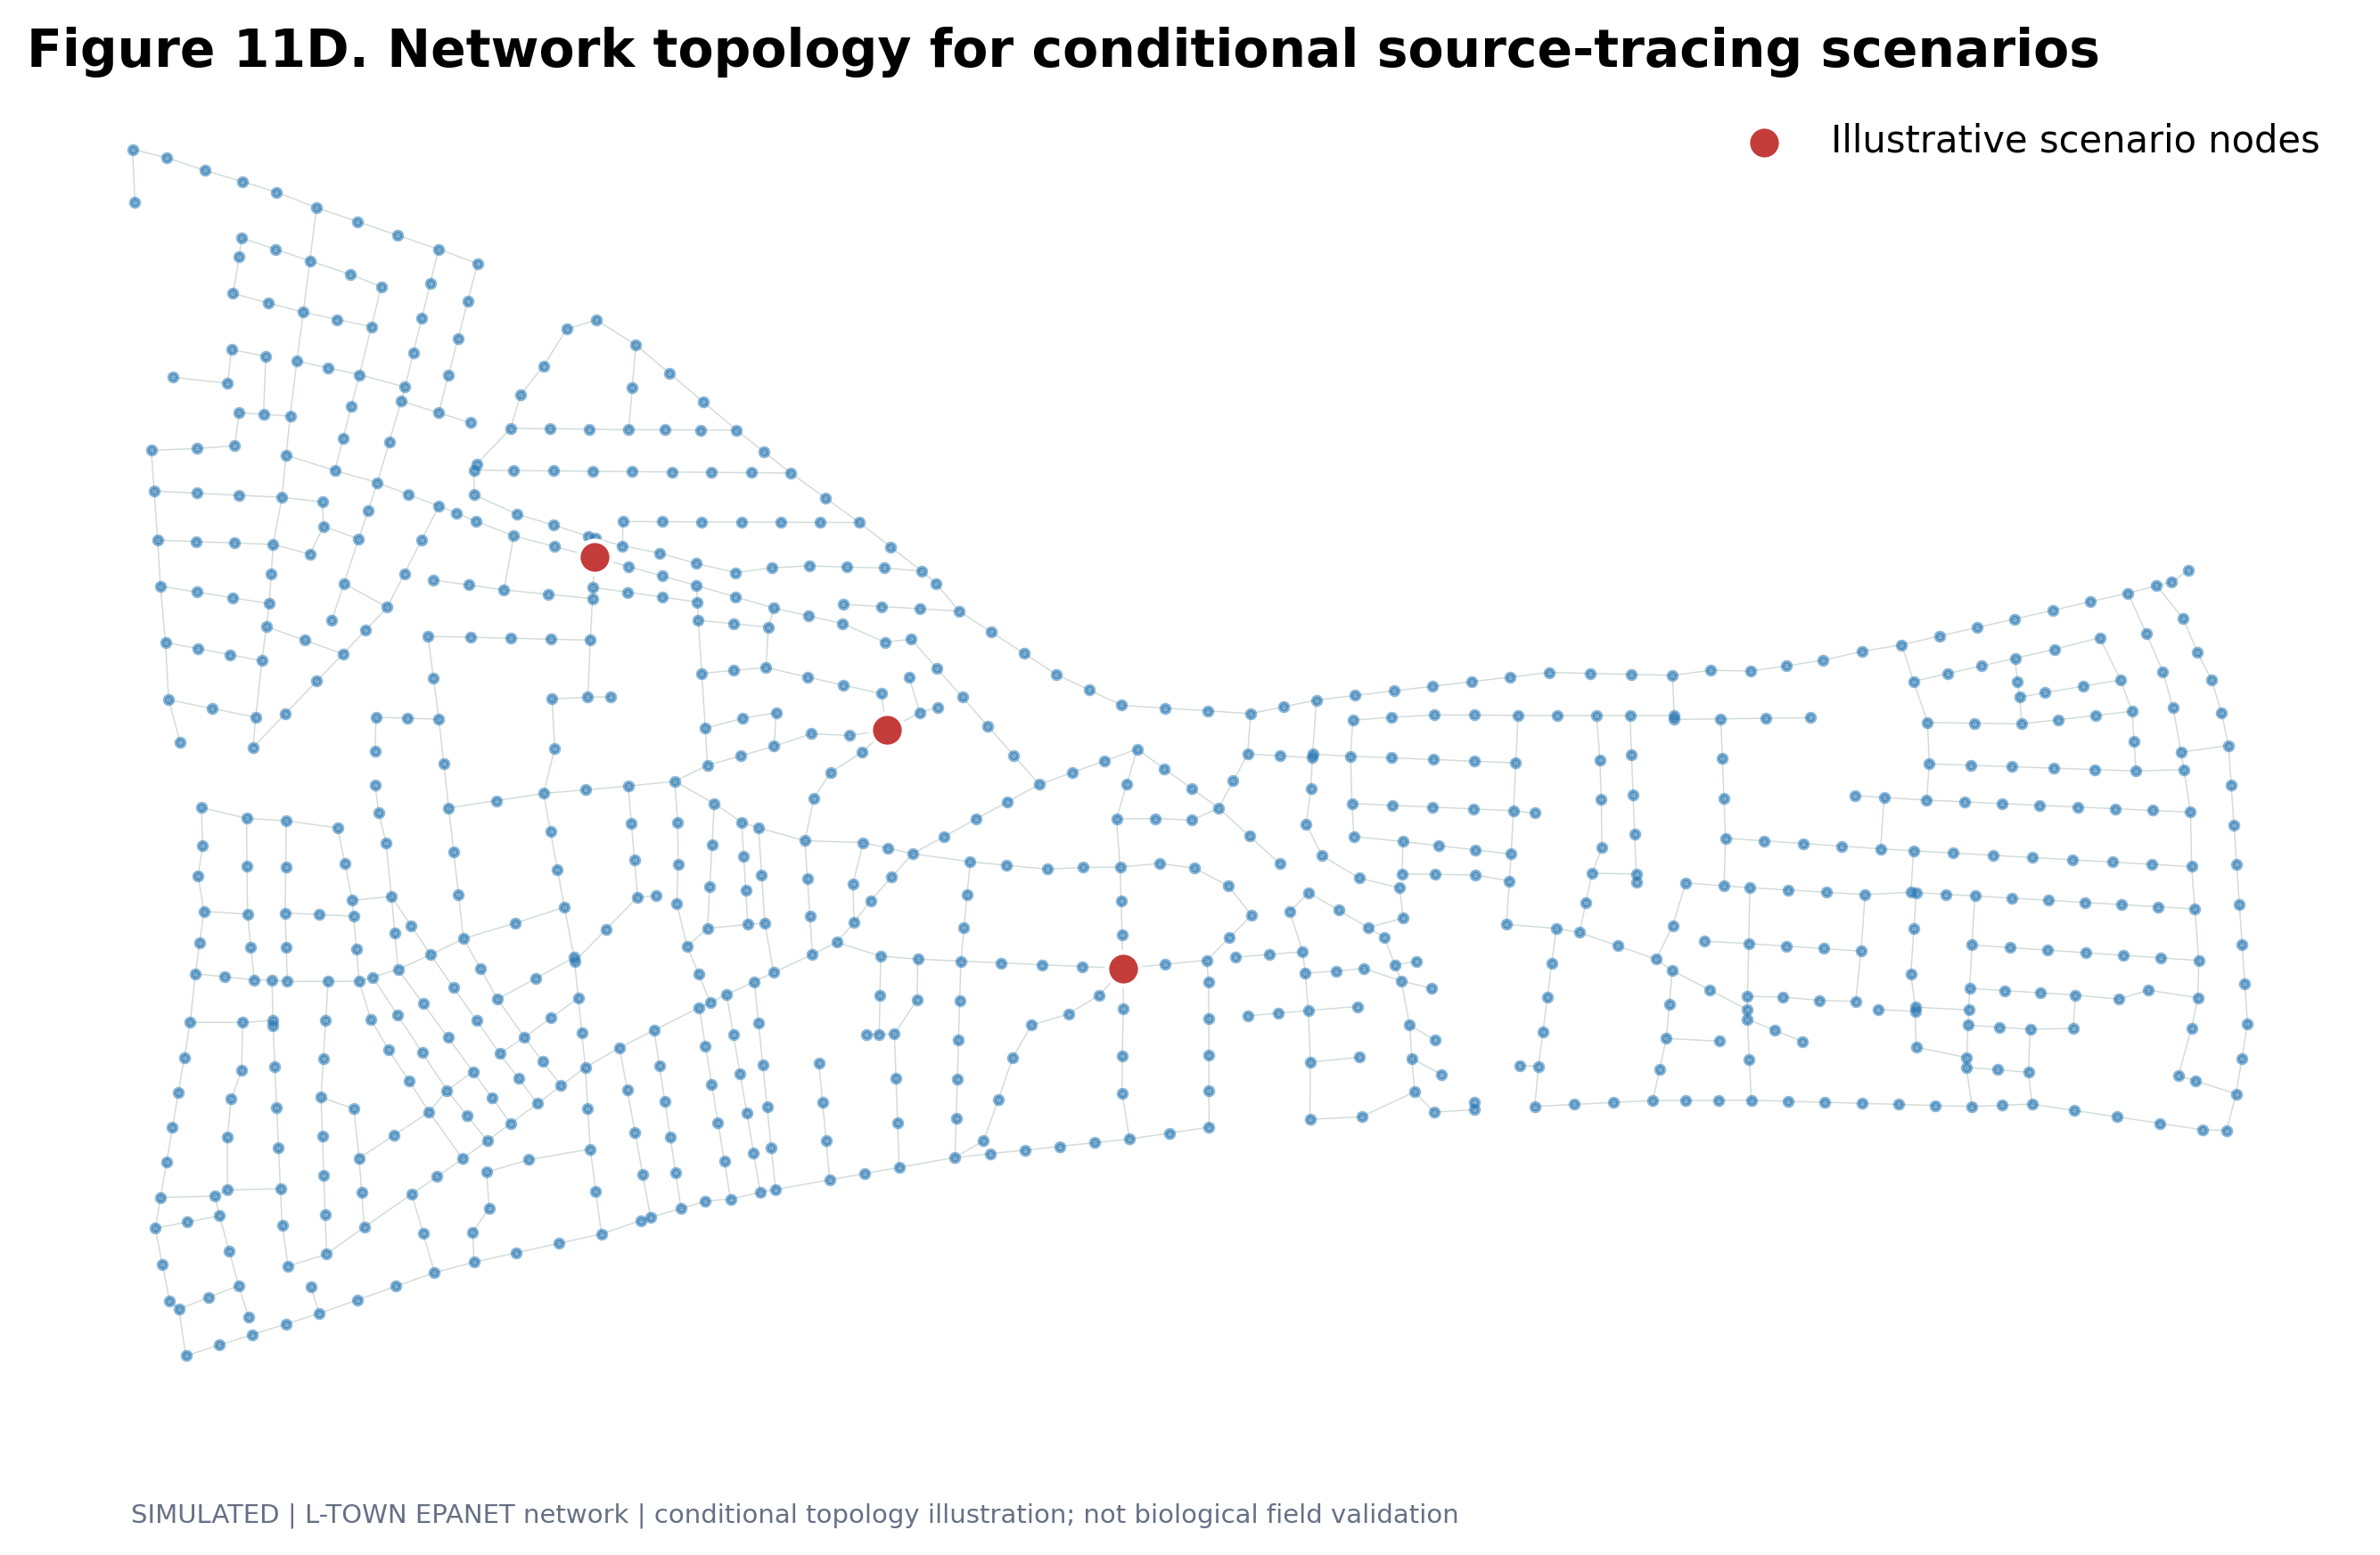 Figure 11D. Network topology for conditional source-tracing scenarios
Illustrative scenario nodes
SIMULATED | L-TOWN EPANET network | conditional topology illustration; not biological field validation